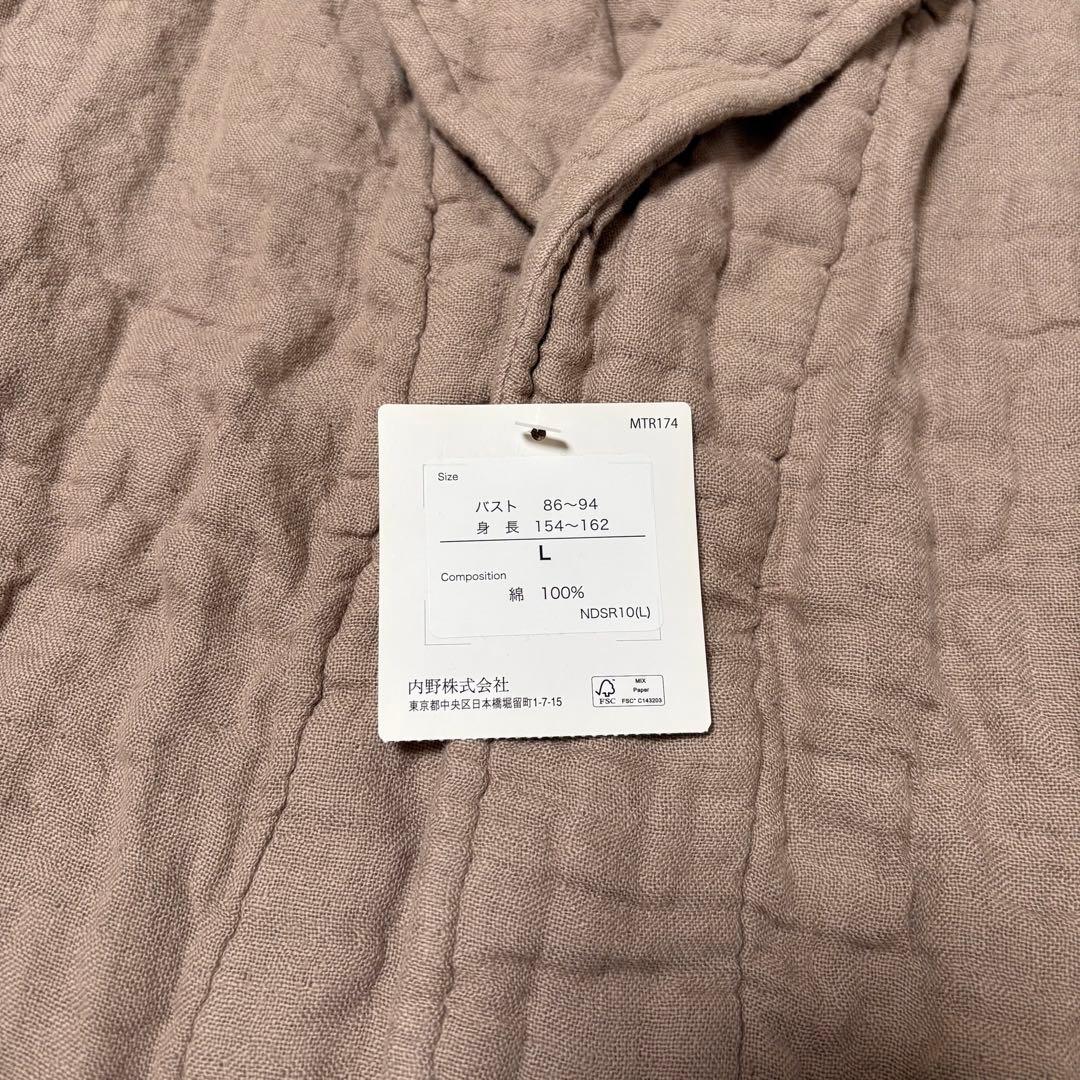 MTR174
Size
バスト 86～94
身 長 154～162
L
Composition
綿 100%
NDSR10(L)
内野株式会社
東京都中央区日本橋堀留町1-7-15
FSC
MIX
Paper
FSC™ C143203